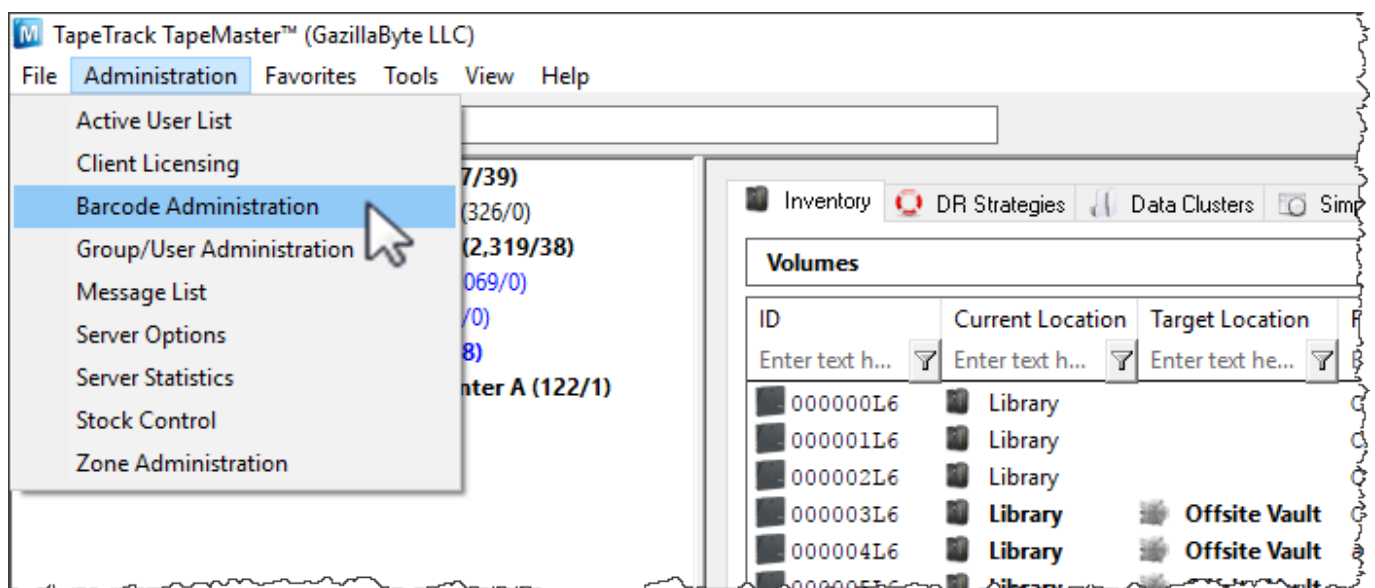 TapeTrack TapeMaster™ (GazillaByte LLC)
File Administration Favorites Tools View Help
Active User List
Client Licensing
Barcode Administration
Group/User Administration
Message List
Server Options
Server Statistics
Stock Control
Zone Administration
7/39)
(326/0)
(2,319/38)
069/0)
/0)
8)
nter A (122/1)
Inventory DR Strategies Data Clusters Simp
Volumes
ID Current Location Target Location
Enter text h... Enter text h... Enter text he...
000000L6 Library
000001L6 Library
000002L6 Library
000003L6 Library Offsite Vault
000004L6 Library Offsite Vault